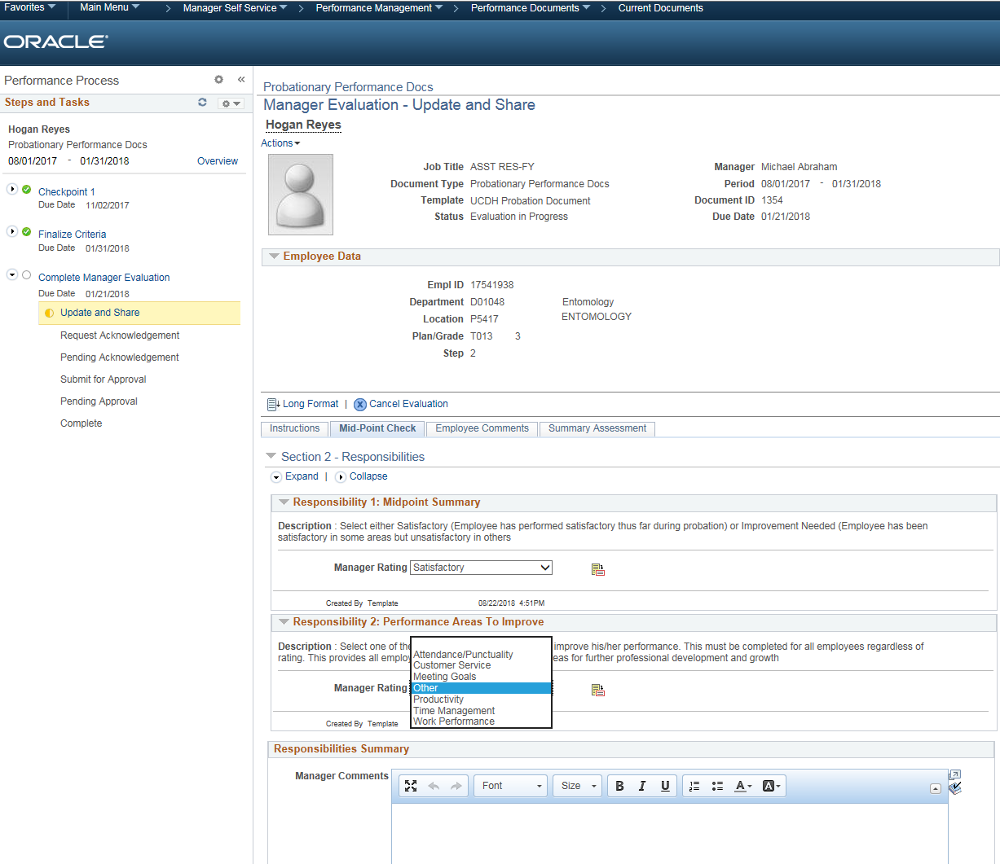 Favorites Main Menu > Manager Self Service > Performance Management > Performance Documents > Current Documents
ORACLE
Performance Process «
Steps and Tasks
Hogan Reyes
Probationary Performance Docs
08/01/2017 - 01/31/2018 Overview
Checkpoint 1
Due Date 11/02/2017
Finalize Criteria
Due Date 01/31/2018
Complete Manager Evaluation
Due Date 01/21/2018
Update and Share
Request Acknowledgement
Pending Acknowledgement
Submit for Approval
Pending Approval
Complete
Probationary Performance Docs
Manager Evaluation - Update and Share
Hogan Reyes
Actions
Job Title ASST RES-FY Manager Michael Abraham
Document Type Probationary Performance Docs Period 08/01/2017 - 01/31/2018
Template UCDH Probation Document Document ID 1354
Status Evaluation in Progress Due Date 01/21/2018
Employee Data
Empl ID 17541938
Department D01048 Entomology
Location P5417 ENTOMOLOGY
Plan/Grade T013 3
Step 2
Long Format | X Cancel Evaluation
Instructions Mid-Point Check Employee Comments Summary Assessment
Section 2 - Responsibilities
Expand | Collapse
Responsibility 1: Midpoint Summary
Description : Select either Satisfactory (Employee has performed satisfactory thus far during probation) or Improvement Needed (Employee has been
satisfactory in some areas but unsatisfactory in others
Manager Rating Satisfactory
Created By Template 08/22/2018 4:51PM
Responsibility 2: Performance Areas To Improve
Description : Select one of the improve his/her performance. This must be completed for all employees regardless of
rating. This provides all employ eas for further professional development and growth
Manager Rating
Attendance/Punctuality
Customer Service
Meeting Goals
Other
Productivity
Time Management
Work Performance
Created By Template
Responsibilities Summary
Manager Comments
Font Size B I U A A